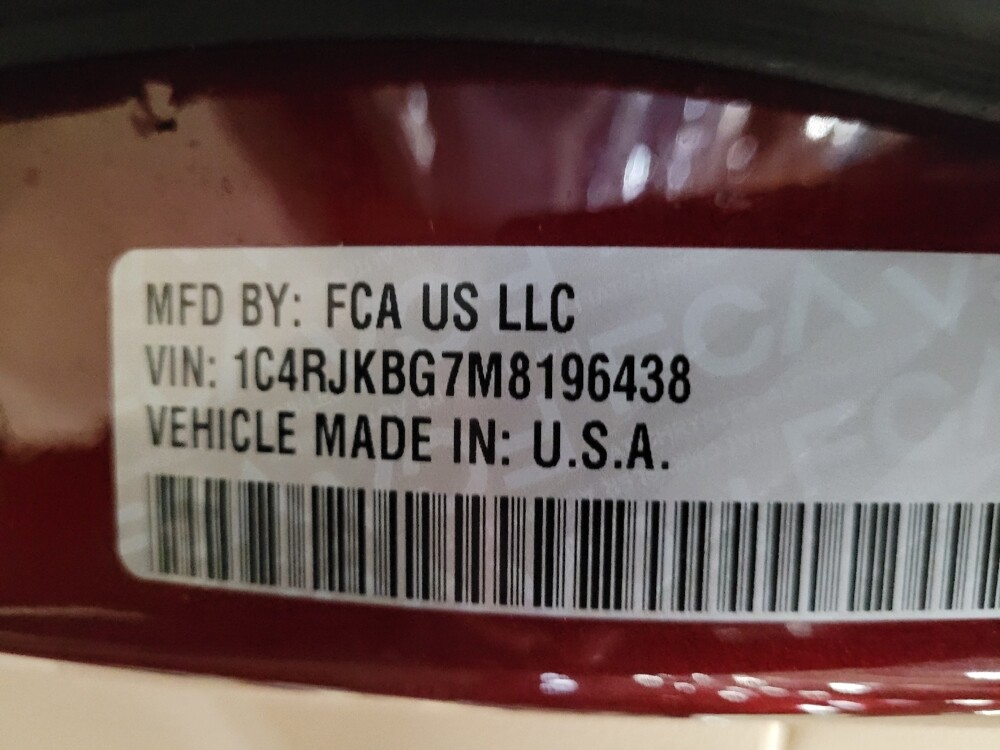 MFD BY: FCA US LLC
VIN: 1C4RJKBG7M8196438
VEHICLE MADE IN: U.S.A.